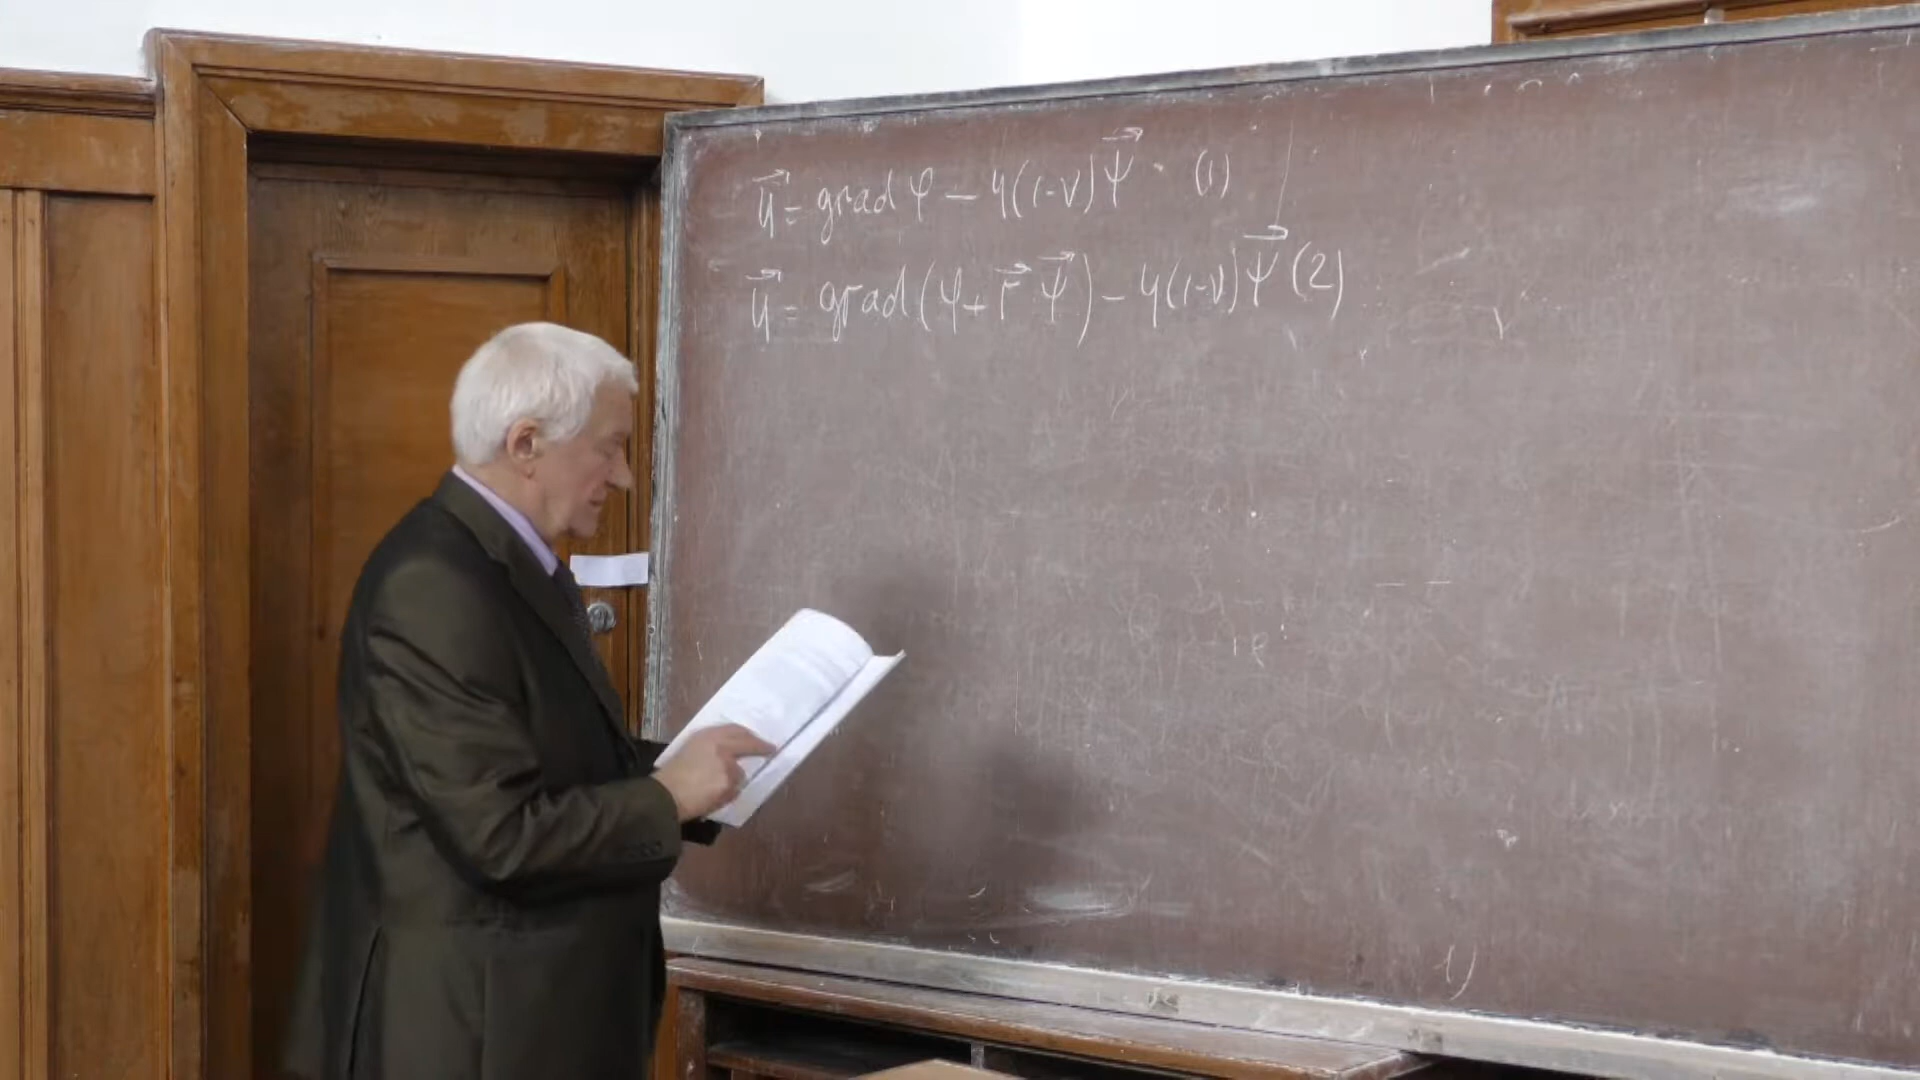 u⃗ = grad φ − 4(1-ν)ψ⃗ (1)
u⃗ = grad(φ + r⃗ ψ⃗) − 4(1-ν)ψ⃗ (2)